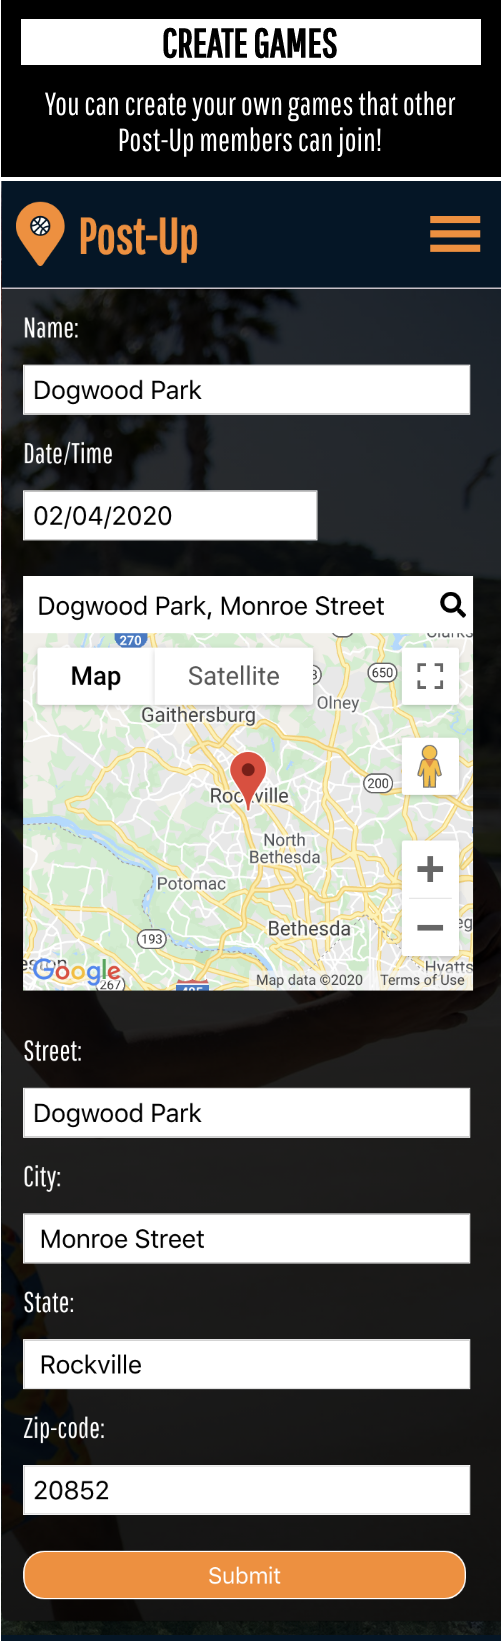 CREATE GAMES
You can create your own games that other
Post-Up members can join!
Post-Up
Name:
Dogwood Park
Date/Time
02/04/2020
Dogwood Park, Monroe Street
270
Map
Satellite
650
Gaithersburg
Olney
Rockville
200
North
Bethesda
Potomac
Bethesda
193
Google
267
Map data ©2020
Terms of Use
Street:
Dogwood Park
City:
Monroe Street
State:
Rockville
Zip-code:
20852
Submit